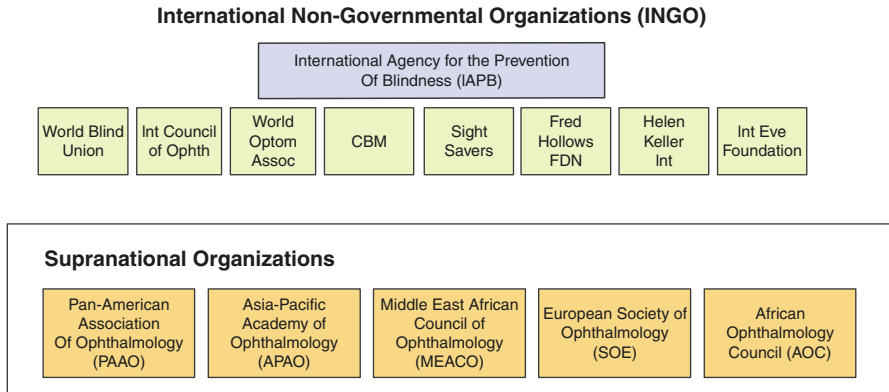 International Non-Governmental Organizations (INGO)
International Agency for the Prevention
Of Blindness (IAPB)
World Blind
Union
Int Council
of Ophth
World
Optom
Assoc
CBM
Sight
Savers
Fred
Hollows
FDN
Helen
Keller
Int
Int Eve
Foundation
Supranational Organizations
Pan-American
Association
Of Ophthalmology
(PAAO)
Asia-Pacific
Academy of
Ophthalmology
(APAO)
Middle East African
Council of
Ophthalmology
(MEACO)
European Society of
Ophthalmology
(SOE)
African
Ophthalmology
Council (AOC)